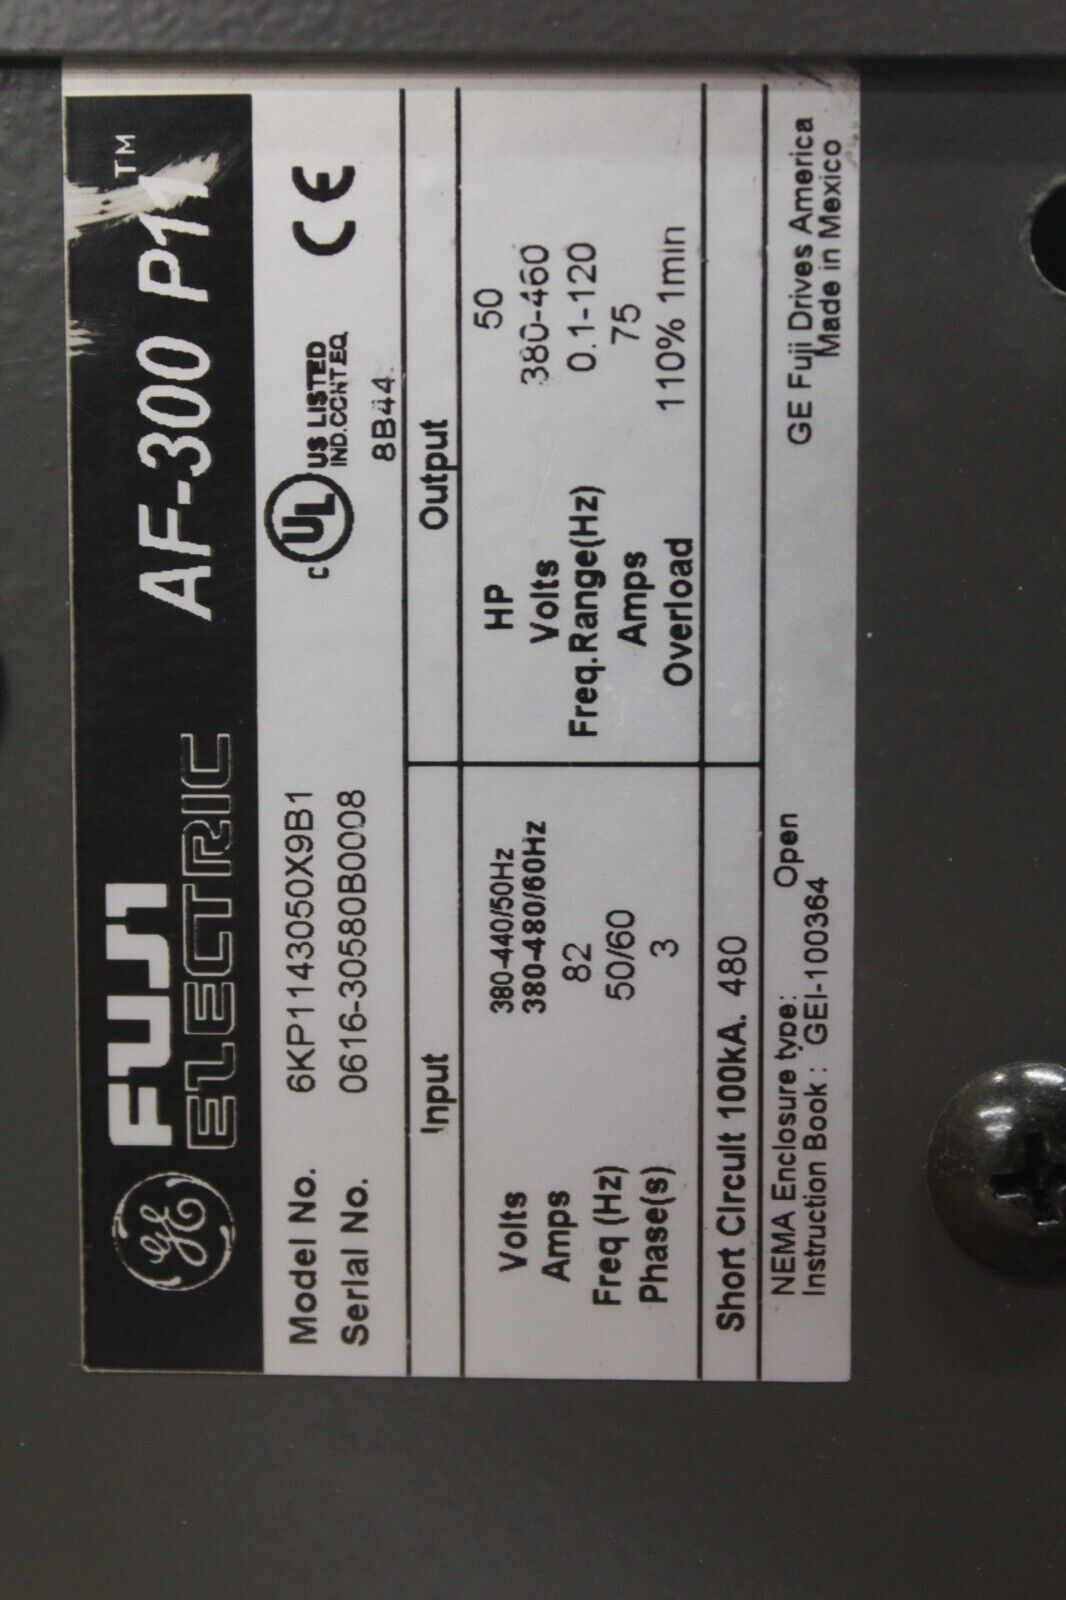 GE FUJI ELECTRIC AF-300 P11™
Model No. 6KP1143050X9B1
Serial No. 0616-30580B0008
C UL US LISTED
IND.CONT.EQ.
8B44
CE
Input
Volts 380-440/50Hz
380-480/60Hz
Amps 82
Freq (Hz) 50/60
Phase(s) 3
Output
HP 50
Volts 380-460
Freq.Range(Hz) 0.1-120
Amps 75
Overload 110% 1min
Short Circuit 100kA. 480
NEMA Enclosure type: Open
Instruction Book : GEI-100364
GE Fuji Drives America
Made in Mexico